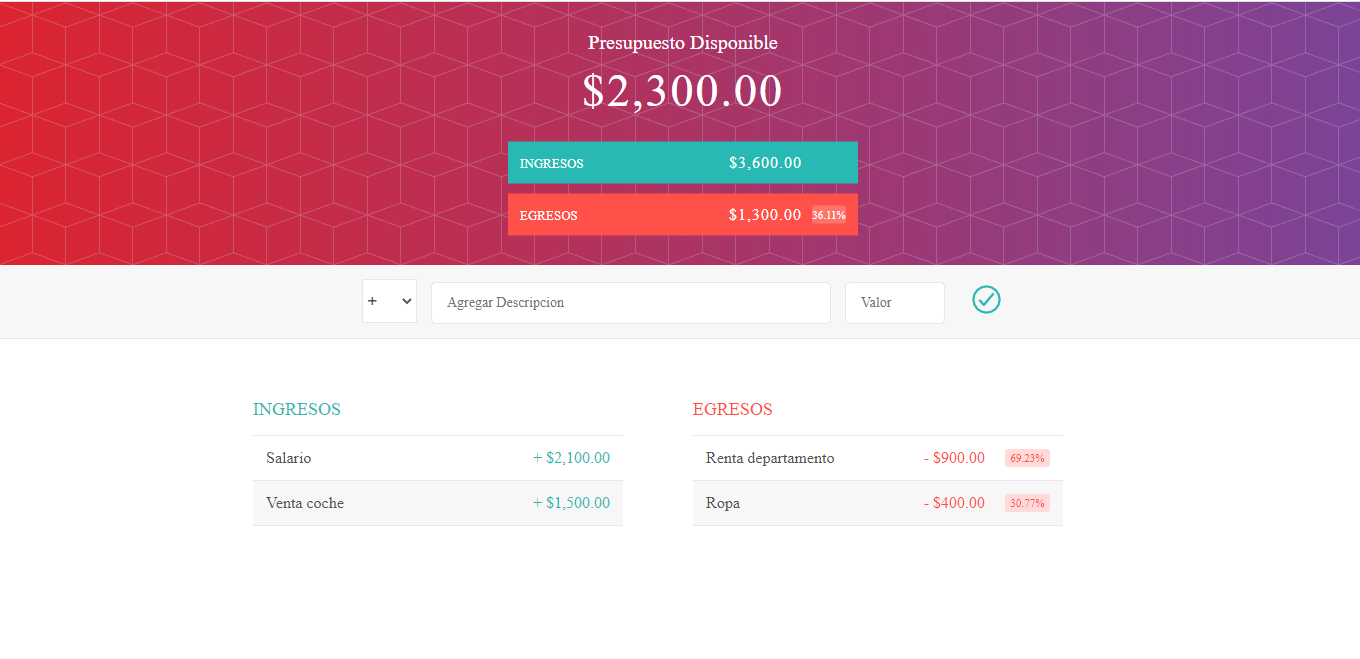 Presupuesto Disponible
$2,300.00
INGRESOS $3,600.00
EGRESOS $1,300.00 36.11%
+ Agregar Descripcion Valor
INGRESOS
Salario + $2,100.00
Venta coche + $1,500.00
EGRESOS
Renta departamento - $900.00 69.23%
Ropa - $400.00 30.77%